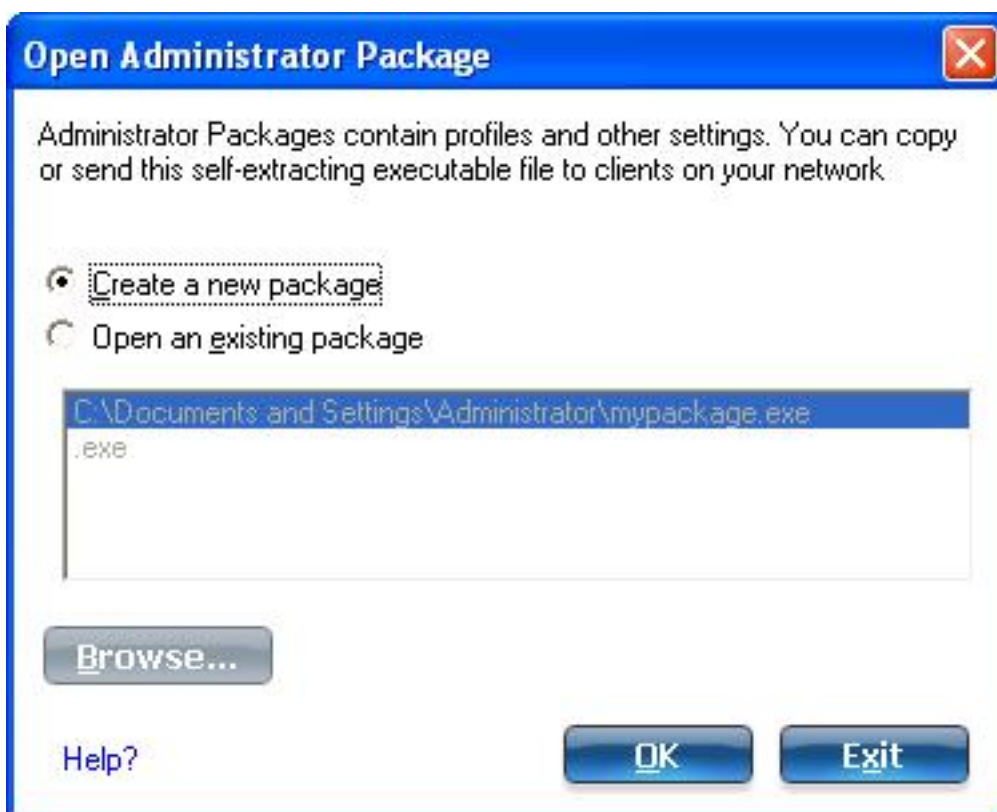 Open Administrator Package
Administrator Packages contain profiles and other settings. You can copy
or send this self-extracting executable file to clients on your network
Create a new package
Open an existing package
C:\Documents and Settings\Administrator\mypackage.exe
.exe
Browse...
Help?
OK
Exit